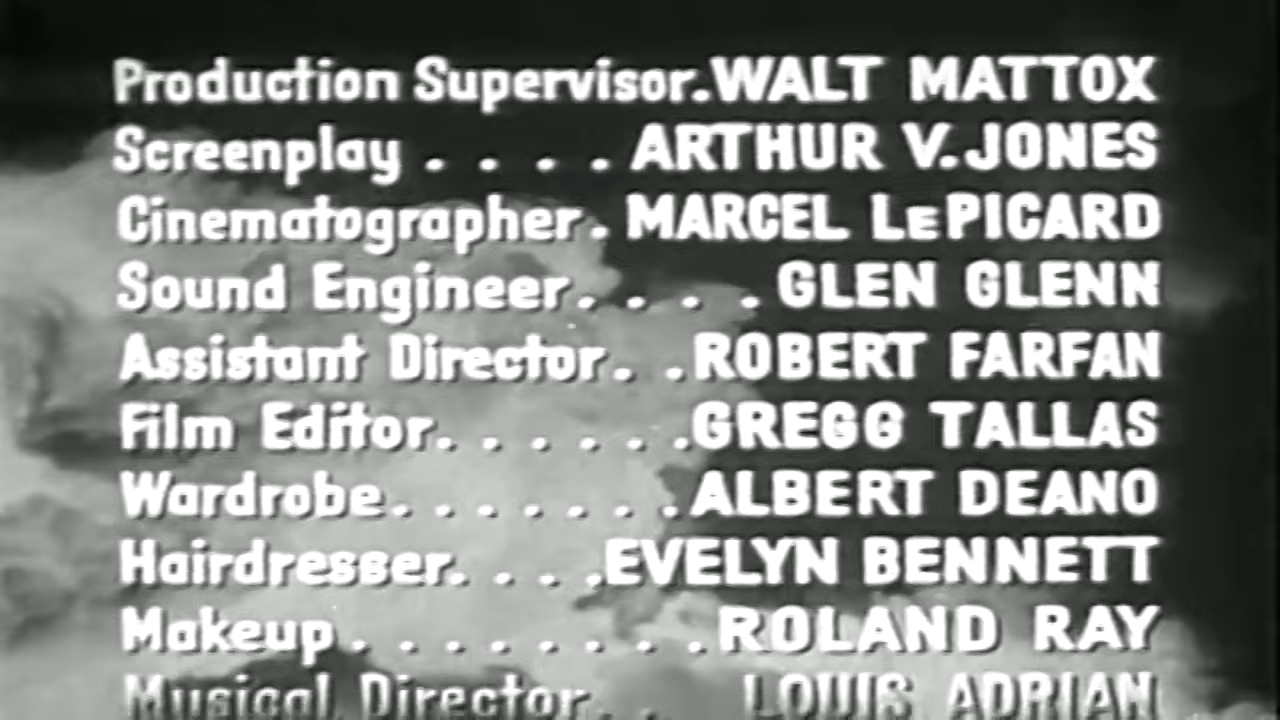 Production Supervisor.WALT MATTOX
Screenplay . . . . ARTHUR V.JONES
Cinematographer. MARCEL LePICARD
Sound Engineer. . . . GLEN GLENN
Assistant Director. . .ROBERT FARFAN
Film Editor. . . . . .GREGG TALLAS
Wardrobe. . . . . . .ALBERT DEANO
Hairdresser. . . .EVELYN BENNETT
Makeup . . . . . . . .ROLAND RAY
Musical Director. . LOUIS ADRIAN